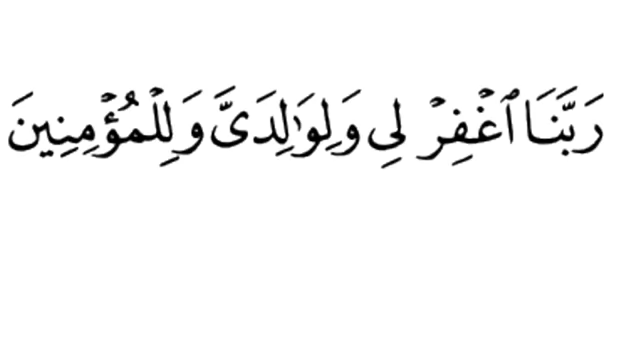 رَبَّنَا ٱغْفِرْ لِي وَلِوَٰلِدَىَّ وَلِلْمُؤْمِنِينَ